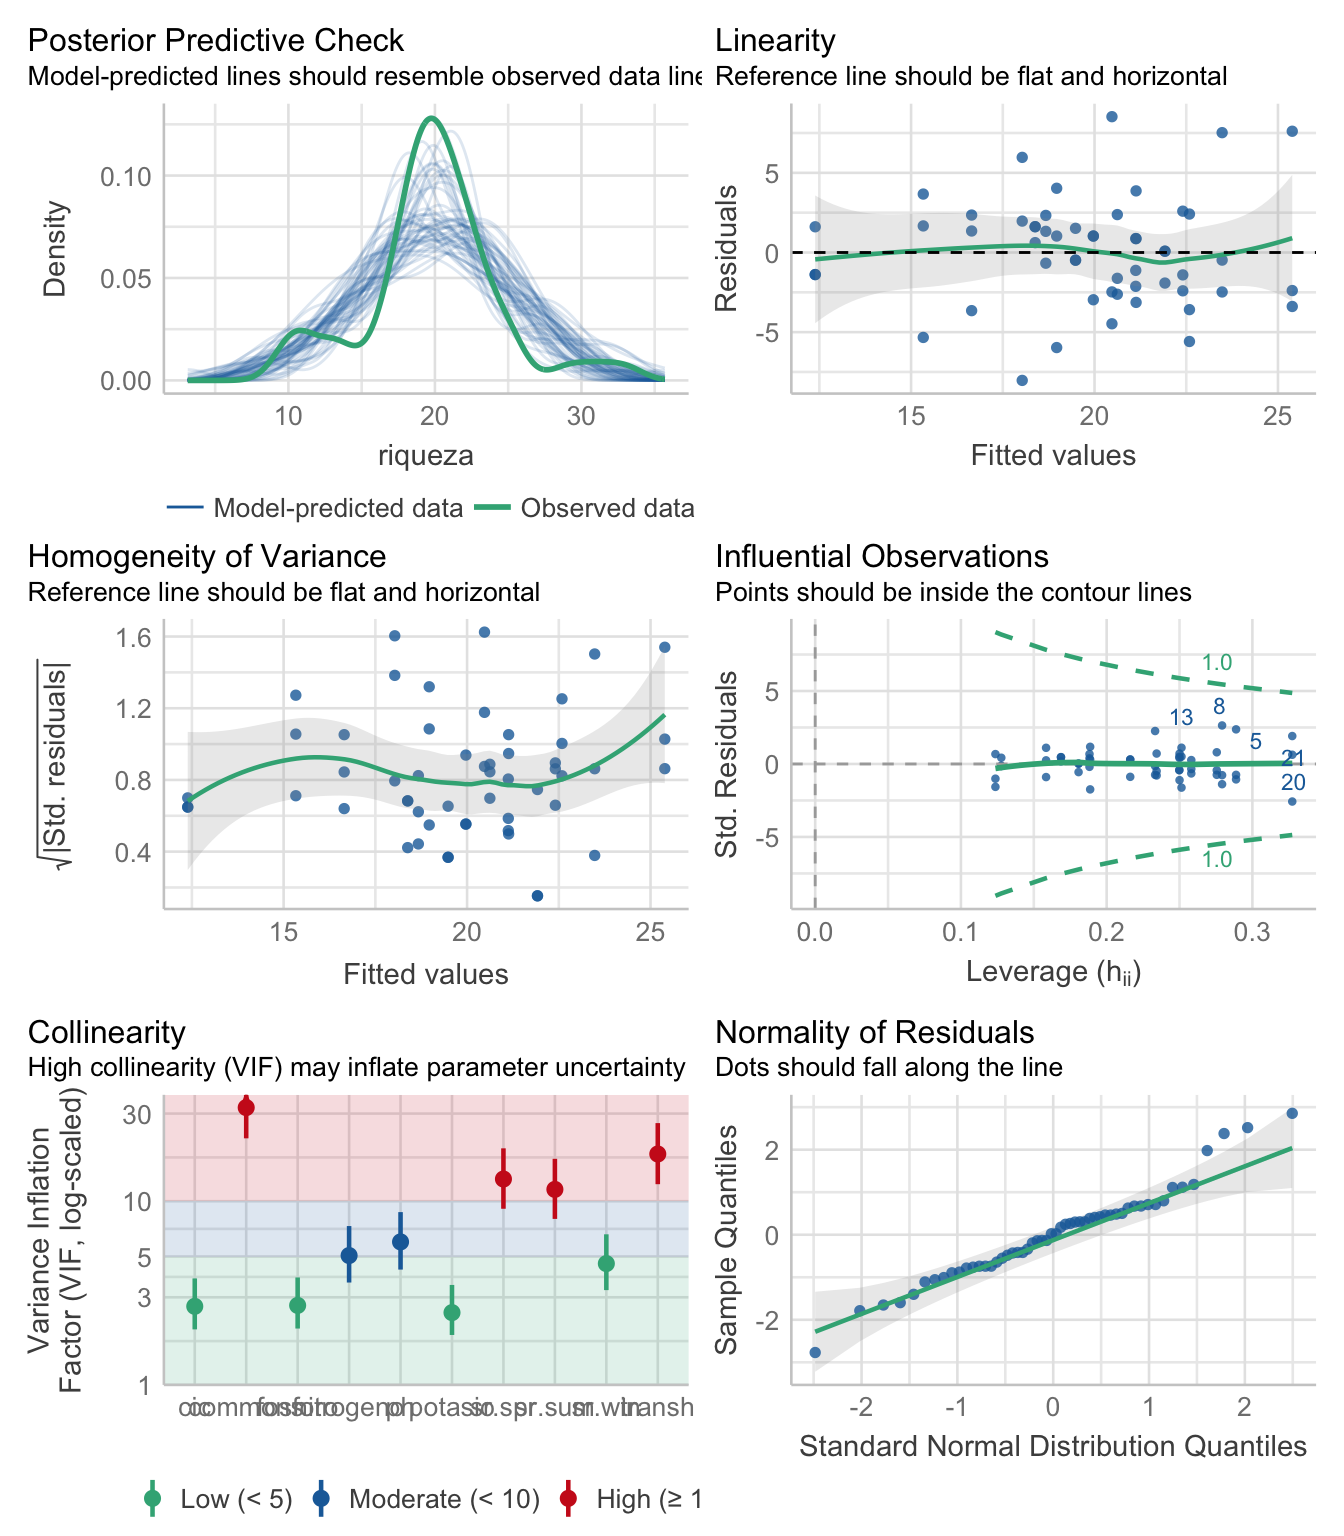 Posterior Predictive Check
Model-predicted lines should resemble observed data line
0.10
0.05
0.00
Density
10 20 30
riqueza
Model-predicted data Observed data
Linearity
Reference line should be flat and horizontal
5
0
-5
Residuals
15 20 25
Fitted values
Homogeneity of Variance
Reference line should be flat and horizontal
1.6
1.2
0.8
0.4
√|Std. residuals|
15 20 25
Fitted values
Influential Observations
Points should be inside the contour lines
1.0
8
13
5
21
20
1.0
5
0
-5
Std. Residuals
0.0 0.1 0.2 0.3
Leverage (hii)
Collinearity
High collinearity (VIF) may inflate parameter uncertainty
30
10
5
3
1
Variance Inflation
Factor (VIF, log-scaled)
potasio
transh
Low (< 5) Moderate (< 10) High (≥ 1
Normality of Residuals
Dots should fall along the line
2
0
-2
Sample Quantiles
-2 -1 0 1 2
Standard Normal Distribution Quantiles